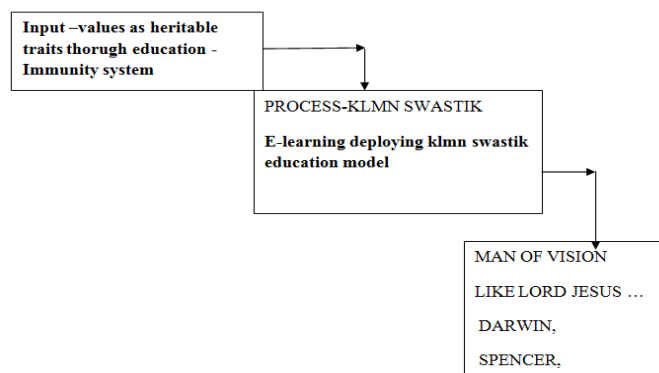 Input –values as heritable
traits thorugh education -
Immunity system
PROCESS-KLMN SWASTIK
E-learning deploying klmn swastik
education model
MAN OF VISION
LIKE LORD JESUS …
DARWIN,
SPENCER,